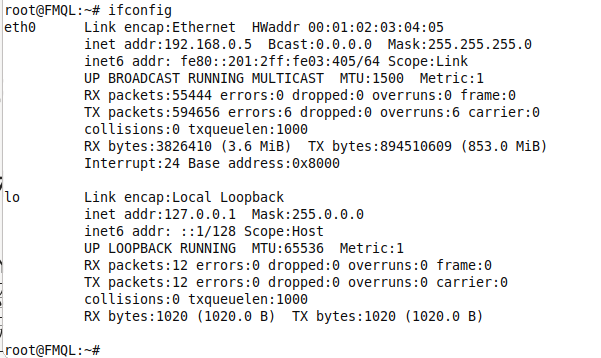 root@FMQL:~# ifconfig
eth0      Link encap:Ethernet  HWaddr 00:01:02:03:04:05
          inet addr:192.168.0.5  Bcast:0.0.0.0  Mask:255.255.255.0
          inet6 addr: fe80::201:2ff:fe03:405/64 Scope:Link
          UP BROADCAST RUNNING MULTICAST  MTU:1500  Metric:1
          RX packets:55444 errors:0 dropped:0 overruns:0 frame:0
          TX packets:594656 errors:6 dropped:0 overruns:6 carrier:0
          collisions:0 txqueuelen:1000
          RX bytes:3826410 (3.6 MiB)  TX bytes:894510609 (853.0 MiB)
          Interrupt:24 Base address:0x8000

lo        Link encap:Local Loopback
          inet addr:127.0.0.1  Mask:255.0.0.0
          inet6 addr: ::1/128 Scope:Host
          UP LOOPBACK RUNNING  MTU:65536  Metric:1
          RX packets:12 errors:0 dropped:0 overruns:0 frame:0
          TX packets:12 errors:0 dropped:0 overruns:0 carrier:0
          collisions:0 txqueuelen:1000
          RX bytes:1020 (1020.0 B)  TX bytes:1020 (1020.0 B)

root@FMQL:~#